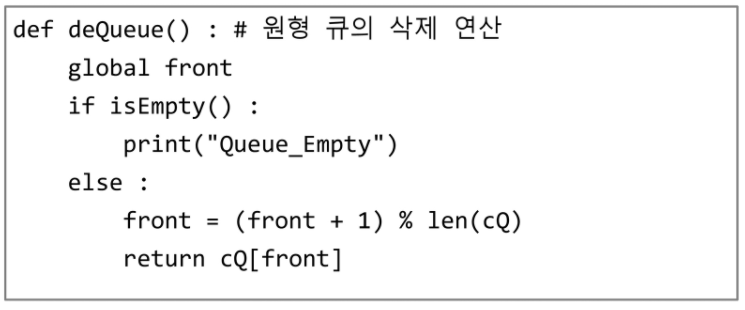 def deQueue() : # 원형 큐의 삭제 연산
    global front
    if isEmpty() :
        print("Queue_Empty")
    else :
        front = (front + 1) % len(cQ)
        return cQ[front]